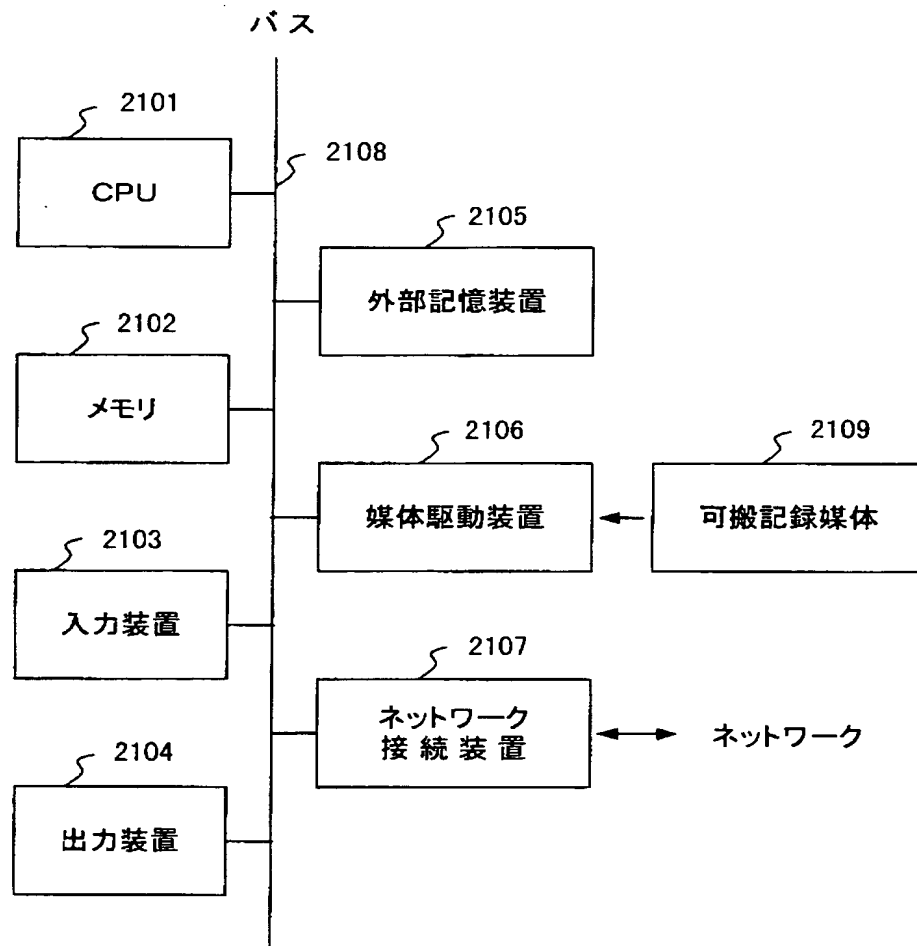 バス
2101
CPU
2108
2105
外部記憶装置
2102
メモリ
2106
媒体駆動装置
2109
可搬記録媒体
2103
入力装置
2107
ネットワーク
接続装置
ネットワーク
2104
出力装置